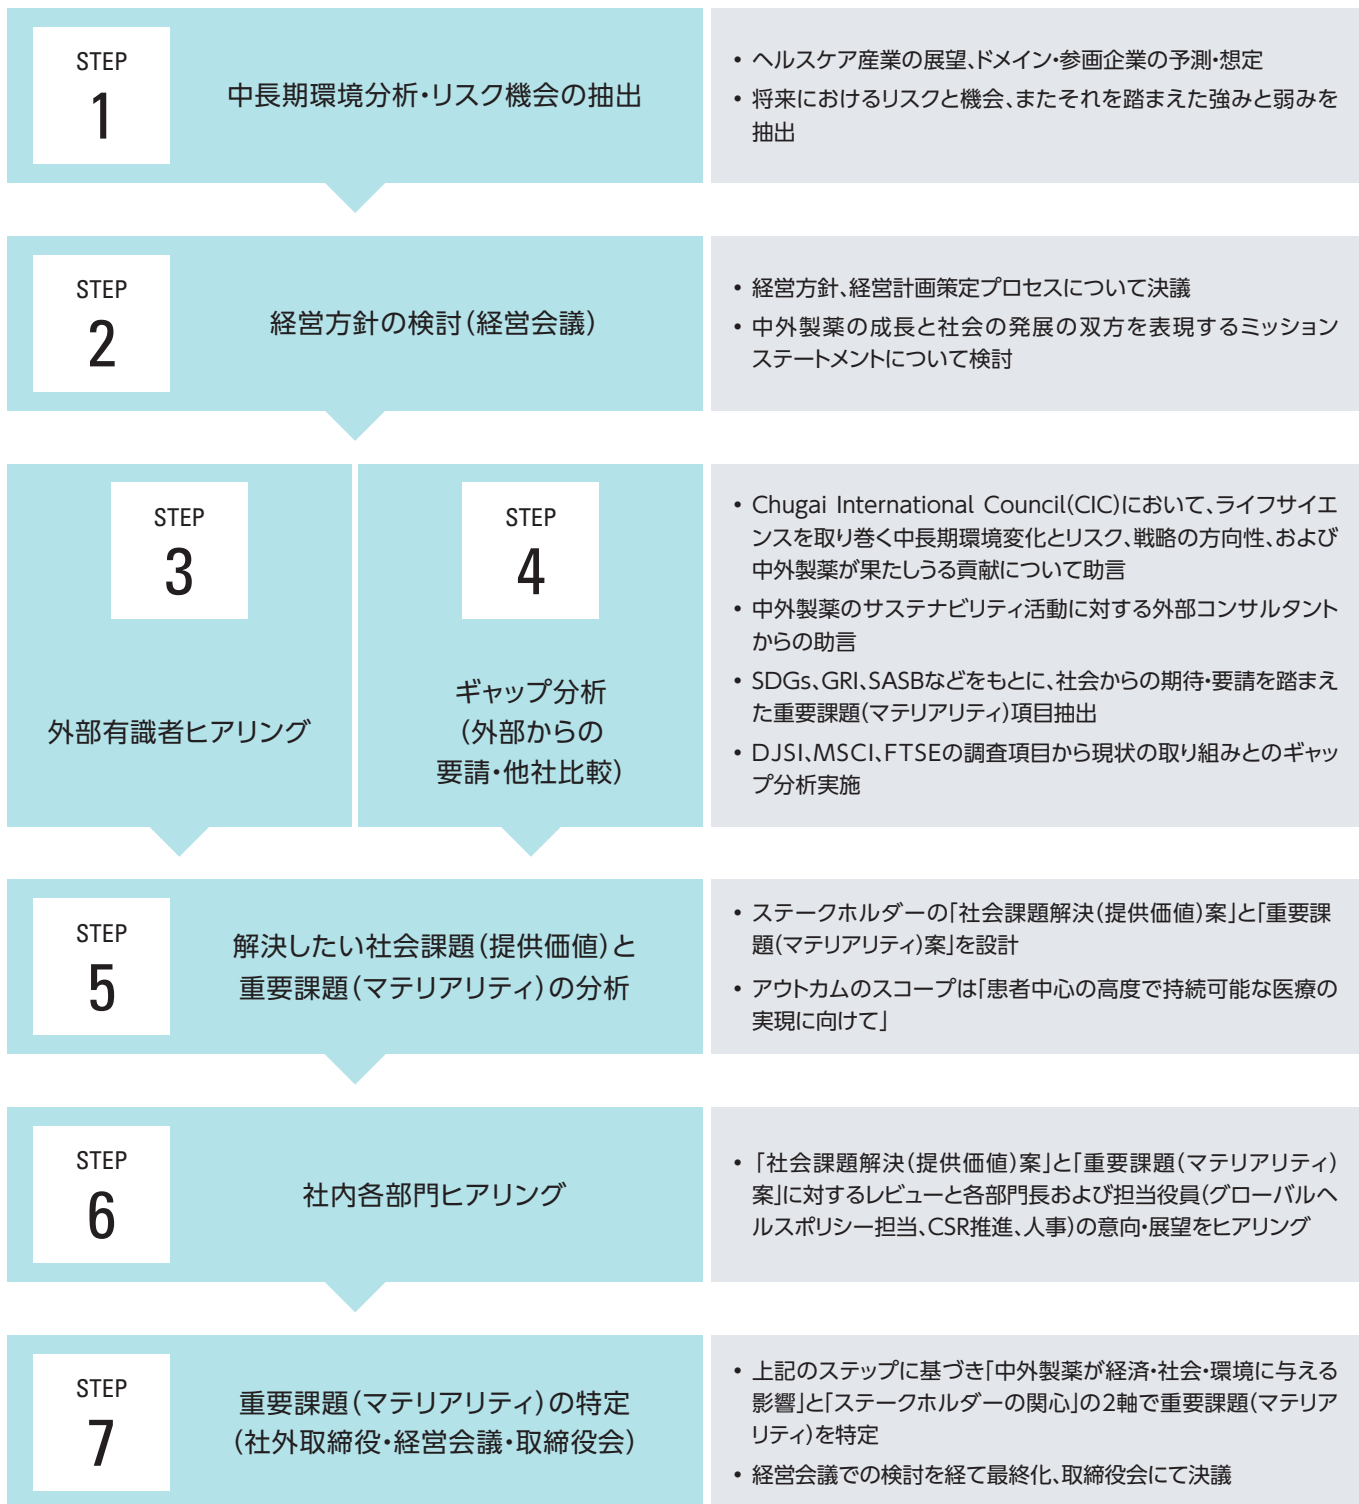 STEP
1
中長期環境分析・リスク機会の抽出
• ヘルスケア産業の展望、ドメイン・参画企業の予測・想定
• 将来におけるリスクと機会、またそれを踏まえた強みと弱みを
抽出
STEP
2
経営方針の検討（経営会議）
• 経営方針、経営計画策定プロセスについて決議
• 中外製薬の成長と社会の発展の双方を表現するミッション
ステートメントについて検討
STEP
3
外部有識者ヒアリング
STEP
4
ギャップ分析
（外部からの
要請・他社比較）
• Chugai International Council(CIC)において、ライフサイエ
ンスを取り巻く中長期環境変化とリスク、戦略の方向性、および
中外製薬が果たしうる貢献について助言
• 中外製薬のサステナビリティ活動に対する外部コンサルタント
からの助言
• SDGs、GRI、SASBなどをもとに、社会からの期待・要請を踏まえ
た重要課題(マテリアリティ)項目抽出
• DJSI、MSCI、FTSEの調査項目から現状の取り組みとのギャッ
プ分析実施
STEP
5
解決したい社会課題（提供価値）と
重要課題（マテリアリティ）の分析
• ステークホルダーの「社会課題解決(提供価値)案」と「重要課
題(マテリアリティ)案」を設計
• アウトカムのスコープは「患者中心の高度で持続可能な医療の
実現に向けて」
STEP
6
社内各部門ヒアリング
• 「社会課題解決(提供価値)案」と「重要課題(マテリアリティ)
案」に対するレビューと各部門長および担当役員(グローバルヘ
ルスポリシー担当、CSR推進、人事)の意向・展望をヒアリング
STEP
7
重要課題（マテリアリティ）の特定
（社外取締役・経営会議・取締役会）
• 上記のステップに基づき「中外製薬が経済・社会・環境に与える
影響」と「ステークホルダーの関心」の2軸で重要課題(マテリア
リティ)を特定
• 経営会議での検討を経て最終化、取締役会にて決議